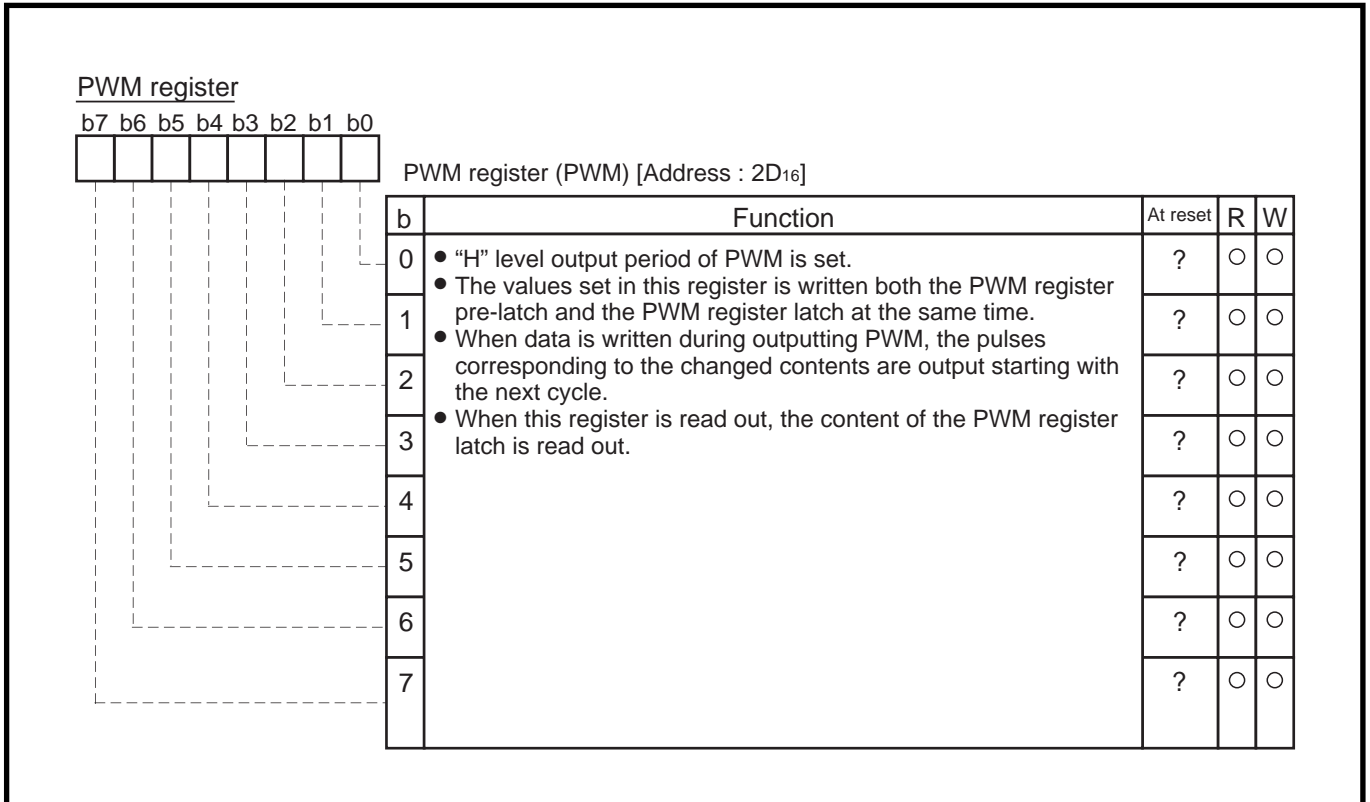 PWM register
b7 b6 b5 b4 b3 b2 b1 b0
PWM register (PWM) [Address : 2D16]
b Function At reset R W
0 ● “H” level output period of PWM is set. ? ○ ○
● The values set in this register is written both the PWM register
1 pre-latch and the PWM register latch at the same time. ? ○ ○
● When data is written during outputting PWM, the pulses
2 corresponding to the changed contents are output starting with ? ○ ○
the next cycle.
● When this register is read out, the content of the PWM register
3 latch is read out. ? ○ ○
4 ? ○ ○
5 ? ○ ○
6 ? ○ ○
7 ? ○ ○